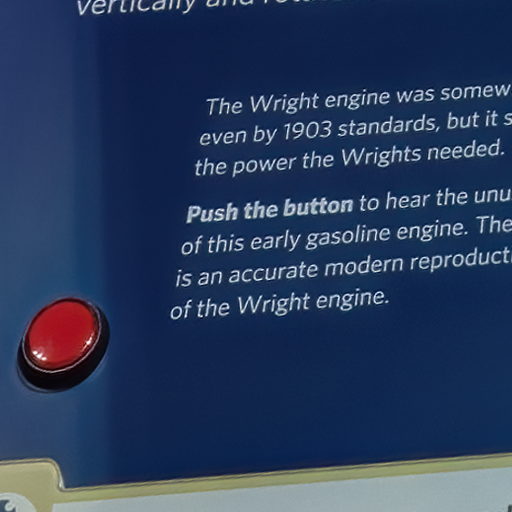 vertically and
The Wright engine was somew
even by 1903 standards, but it s
the power the Wrights needed.
Push the button to hear the unu
of this early gasoline engine. The
is an accurate modern reproduct
of the Wright engine.